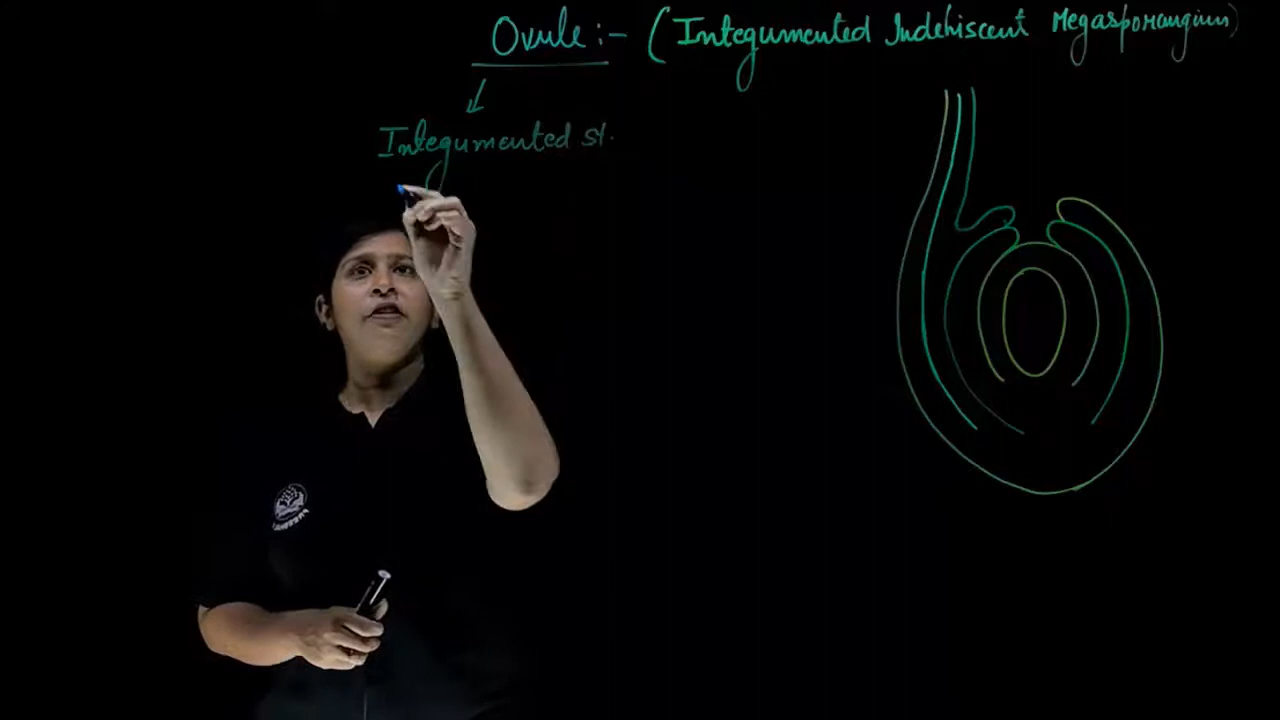 Ovule :- (Integumented Indehiscent Megasporangium)
Integumented st.